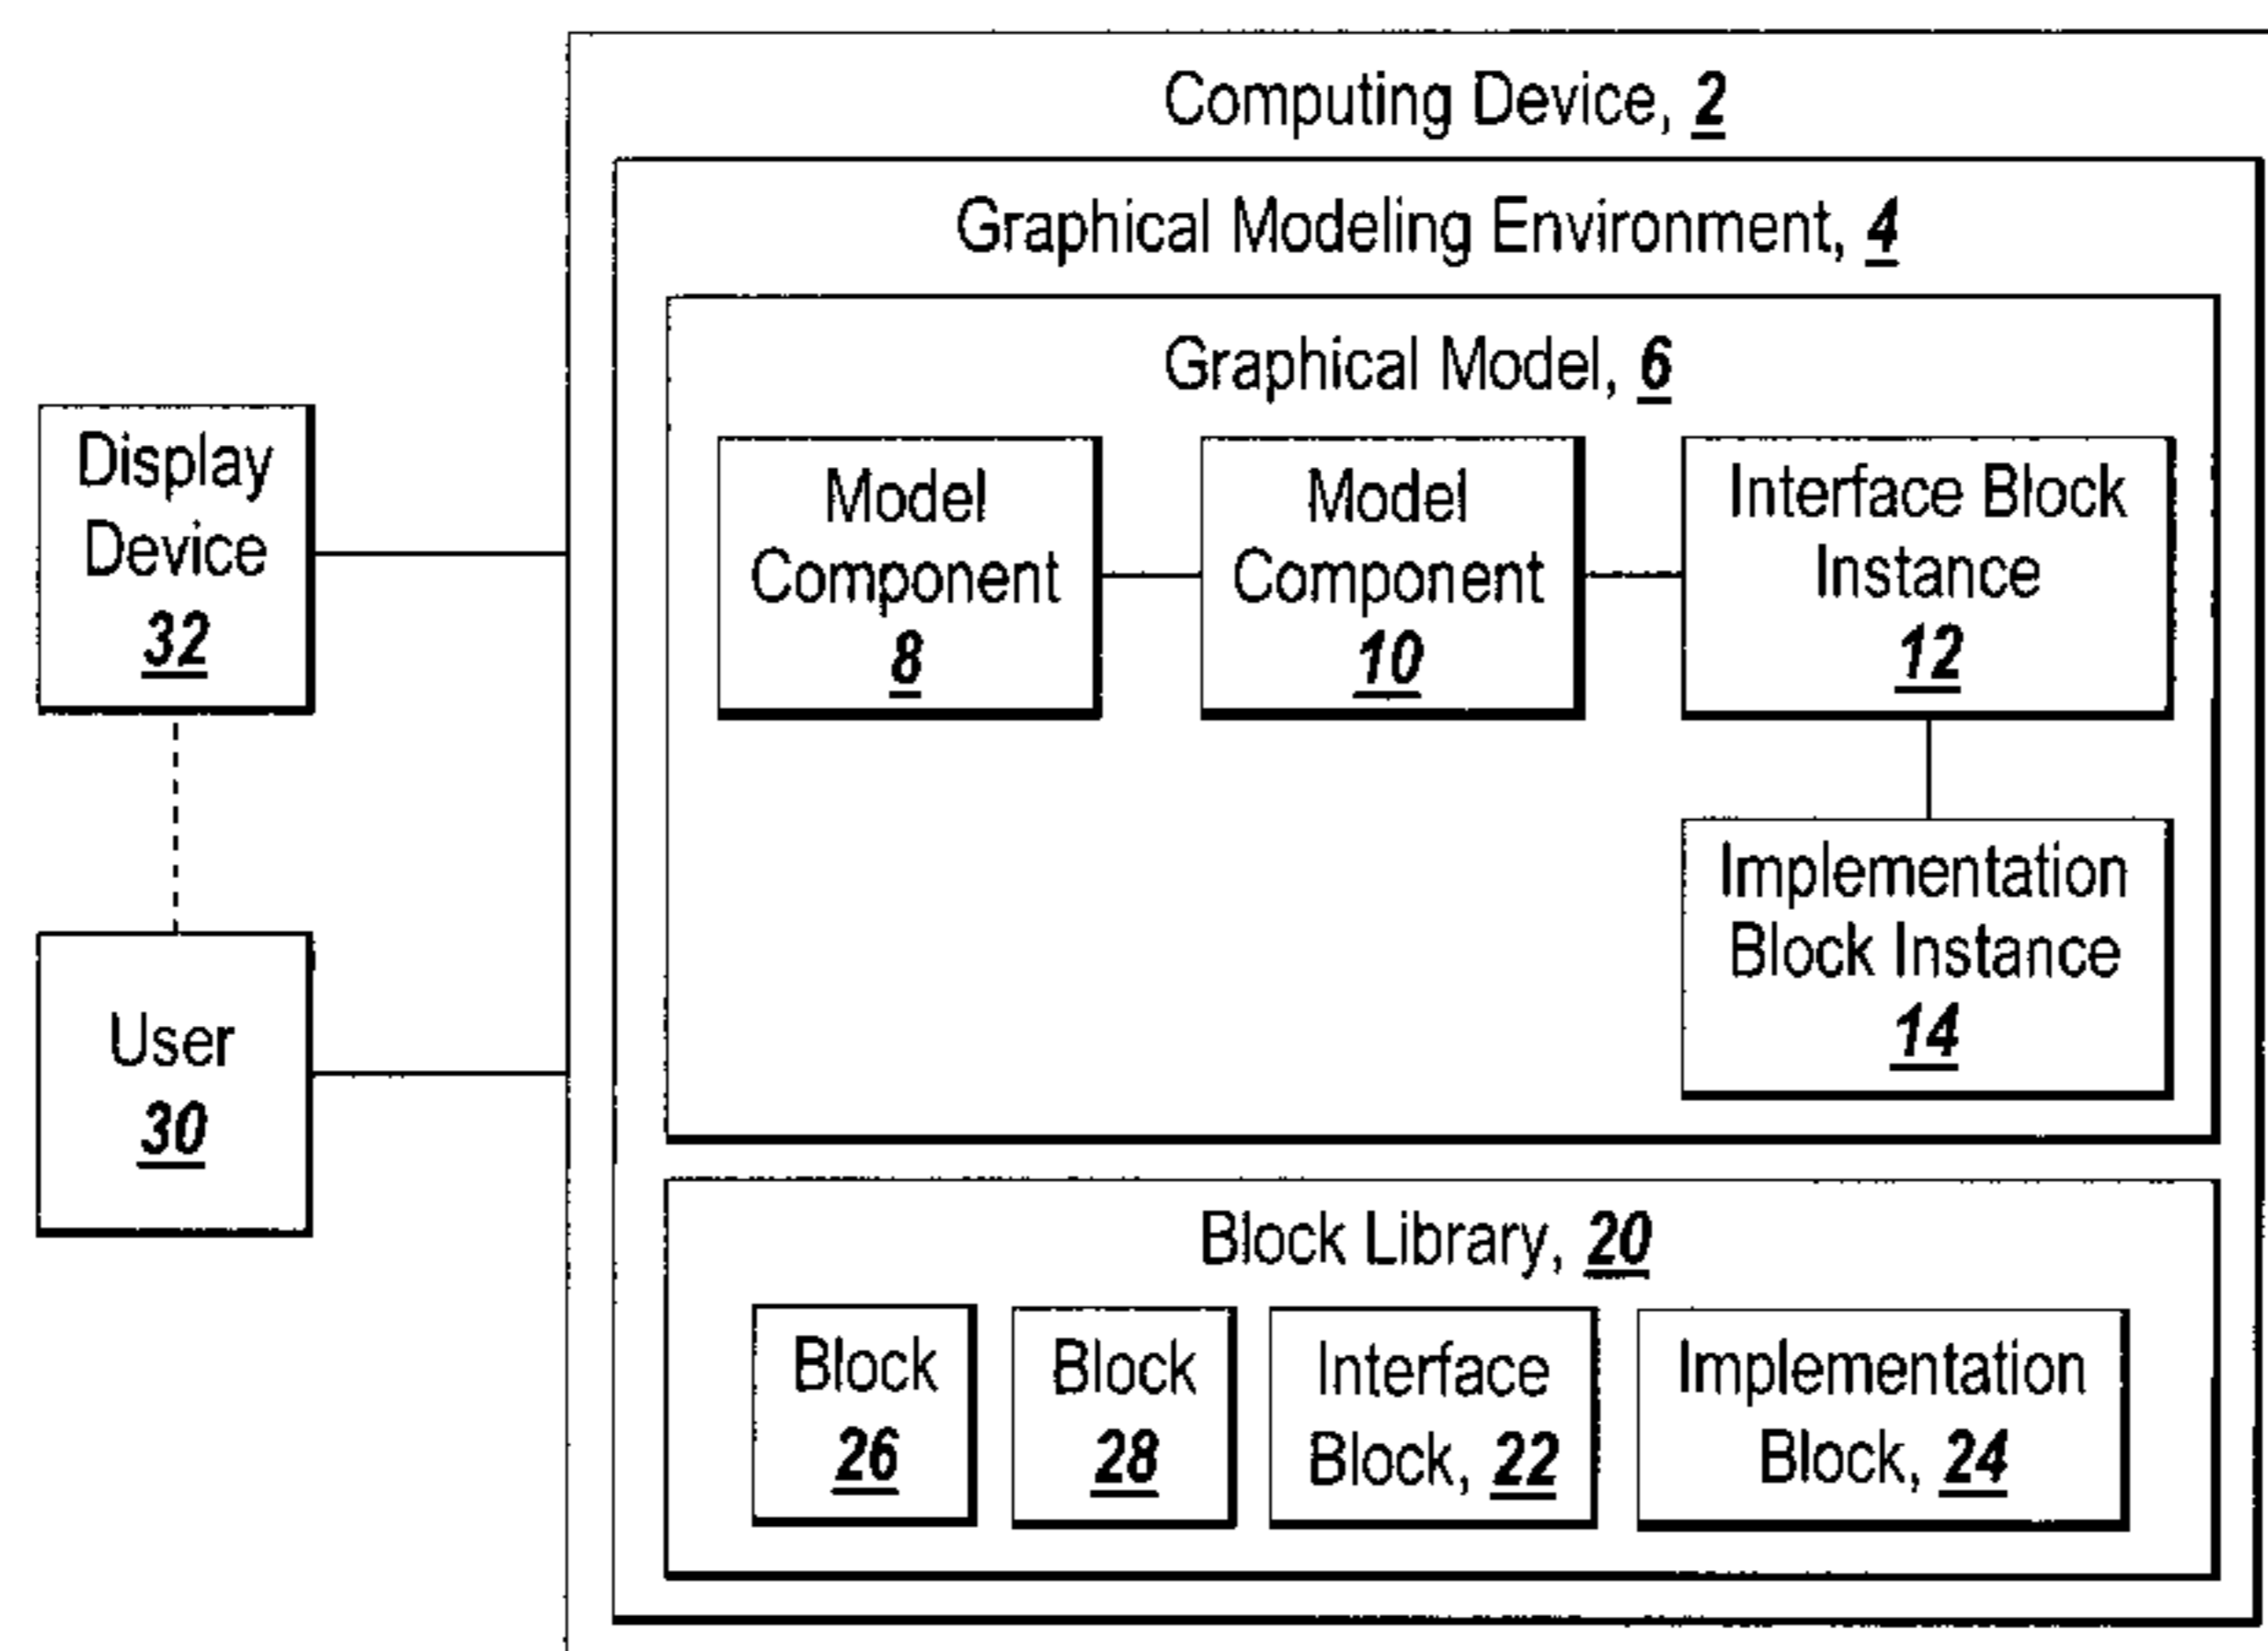 Computing Device, 2
Graphical Modeling Environment, 4
Graphical Model, 6
Display
Device
32
Model
Component
8
Model
Component
10
Interface Block
Instance
12
Implementation
Block Instance
14
User
30
Block Library, 20
Block
26
Block
28
Interface
Block, 22
Implementation
Block, 24